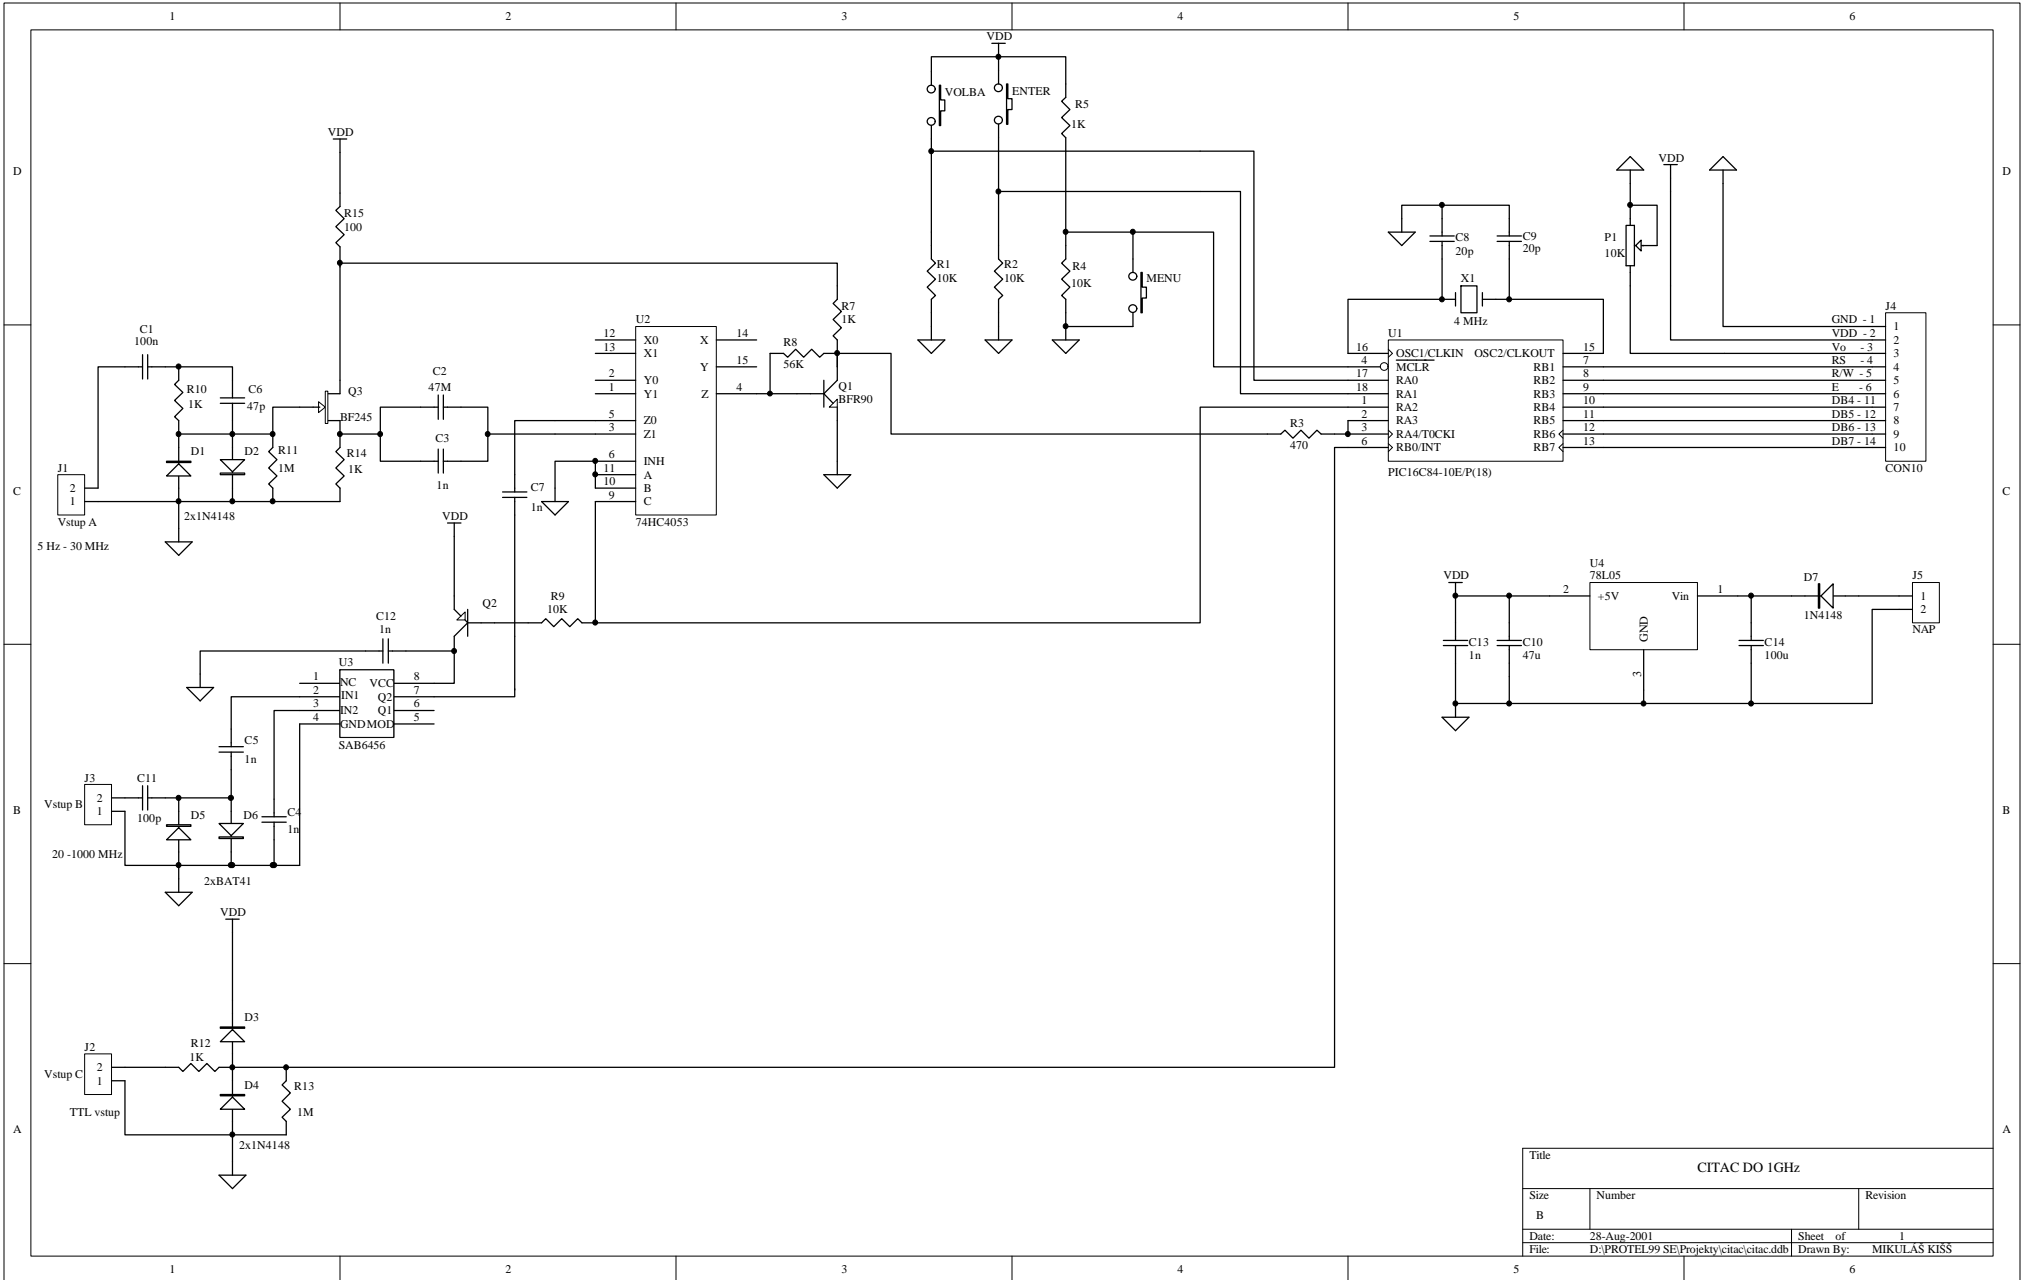 1 2 3 4 5 6
D
C
B
A
D
C
B
A
1 2 3 4 5 6
VDD
VOLBA
ENTER
R5
1K
R1
10K
R2
10K
R4
10K
MENU
VDD
R15
100
R7
1K
R8
56K
Q1
BFR90
C1
100n
R10
1K
C6
47p
Q3
BF245
D1
D2
R11
1M
R14
1K
2x1N4148
J1
2
1
Vstup A
5 Hz - 30 MHz
C2
47M
C3
1n
C7
1n
U2
12 X0 X 14
13 X1
Y 15
2 Y0
1 Y1 Z 4
5 Z0
3 Z1
6 INH
11 A
10 B
9 C
74HC4053
VDD
Q2
R9
10K
C12
1n
U3
1 NC VCC 8
2 IN1 Q2 7
3 IN2 Q1 6
4 GND MOD 5
SAB6456
C5
1n
J3
2
1
Vstup B
C11
100p
D5
D6
C4
1n
20 -1000 MHz
2xBAT41
VDD
D3
R12
1K
J2
2
1
Vstup C
TTL vstup
D4
R13
1M
2x1N4148
R3
470
C8
20p
C9
20p
X1
4 MHz
U1
16 OSC1/CLKIN OSC2/CLKOUT 15
4 MCLR RB1 7
17 RA0 RB2 8
18 RA1 RB3 9
1 RA2 RB4 10
2 RA3 RB5 11
3 RA4/T0CKI RB6 12
6 RB0/INT RB7 13
PIC16C84-10E/P(18)
P1
10K
VDD
J4
GND - 1 1
VDD - 2 2
Vo - 3 3
RS - 4 4
R/W - 5 5
E - 6 6
DB4 - 11 7
DB5 - 12 8
DB6 - 13 9
DB7 - 14 10
CON10
VDD
U4
78L05
2 +5V Vin 1
GND
3
D7
1N4148
J5
1
2
NAP
C13
1n
C10
47u
C14
100u
Title
CITAC DO 1GHz
Size Number Revision
B
Date: 28-Aug-2001 Sheet of 1
File: D:\PROTEL99 SE\Projekty\citac\citac.ddb Drawn By: MIKULÁŠ KIŠŠ